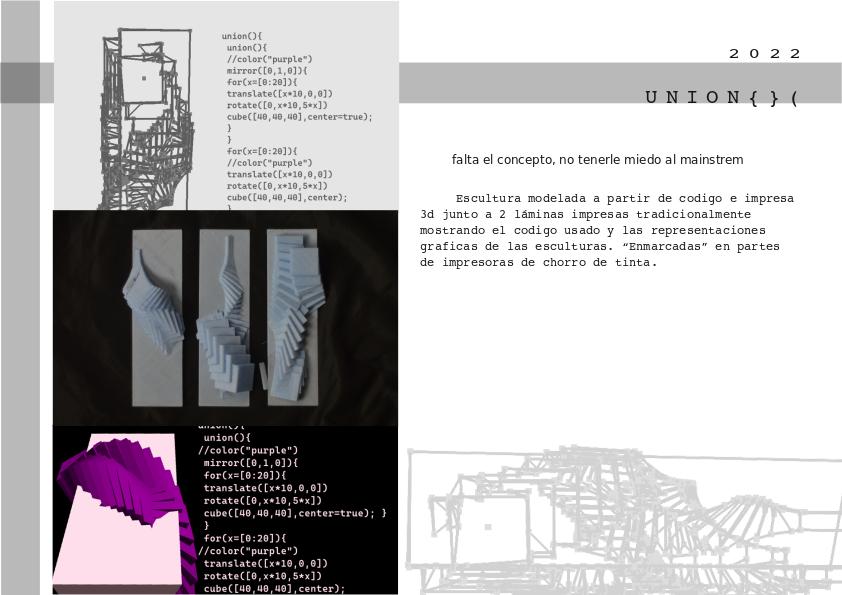 union(){
union(){
//color("purple")
mirror([0,1,0]){
for(x=[0:20]){
translate([x*10,0,0])
rotate([0,x*10,5*x])
cube([40,40,40],center=true);
}
}
for(x=[0:20]){
//color("purple")
translate([x*10,0,0])
rotate([0,x*10,5*x])
cube([40,40,40],center);
}
union(){
union(){
//color("purple")
mirror([0,1,0]){
for(x=[0:20]){
translate([x*10,0,0])
rotate([0,x*10,5*x])
cube([40,40,40],center=true); }
}
for(x=[0:20]){
//color("purple")
translate([x*10,0,0])
rotate([0,x*10,5*x])
cube([40,40,40],center);
2022
UNION{}(
falta el concepto, no tenerle miedo al mainstrem
Escultura modelada a partir de codigo e impresa
3d junto a 2 láminas impresas tradicionalmente
mostrando el codigo usado y las representaciones
graficas de las esculturas. “Enmarcadas” en partes
de impresoras de chorro de tinta.